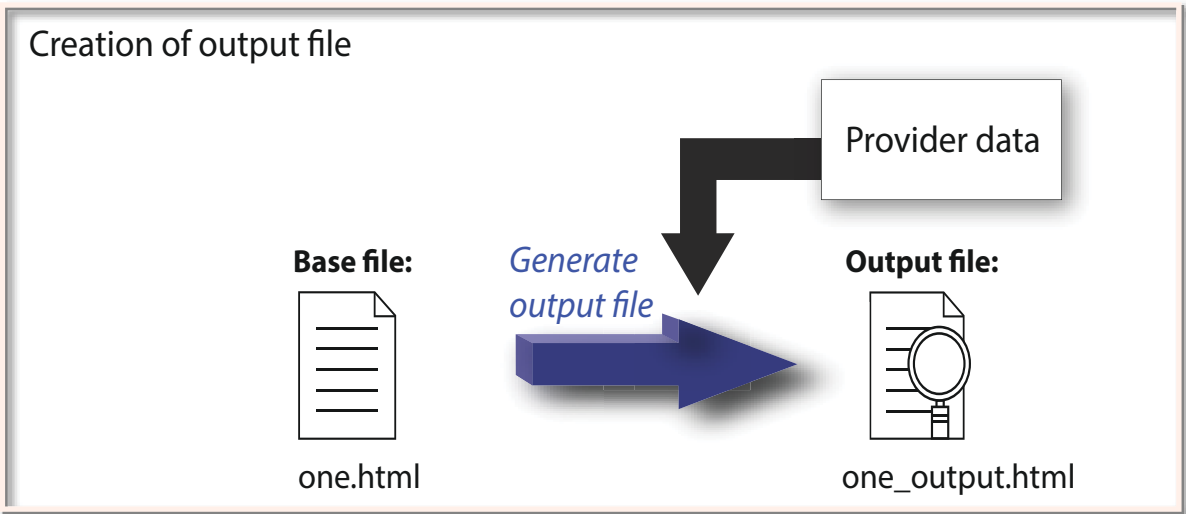 Creation of output file
Provider data
Base file:
Generate
output file
Output file:
one.html
one_output.html